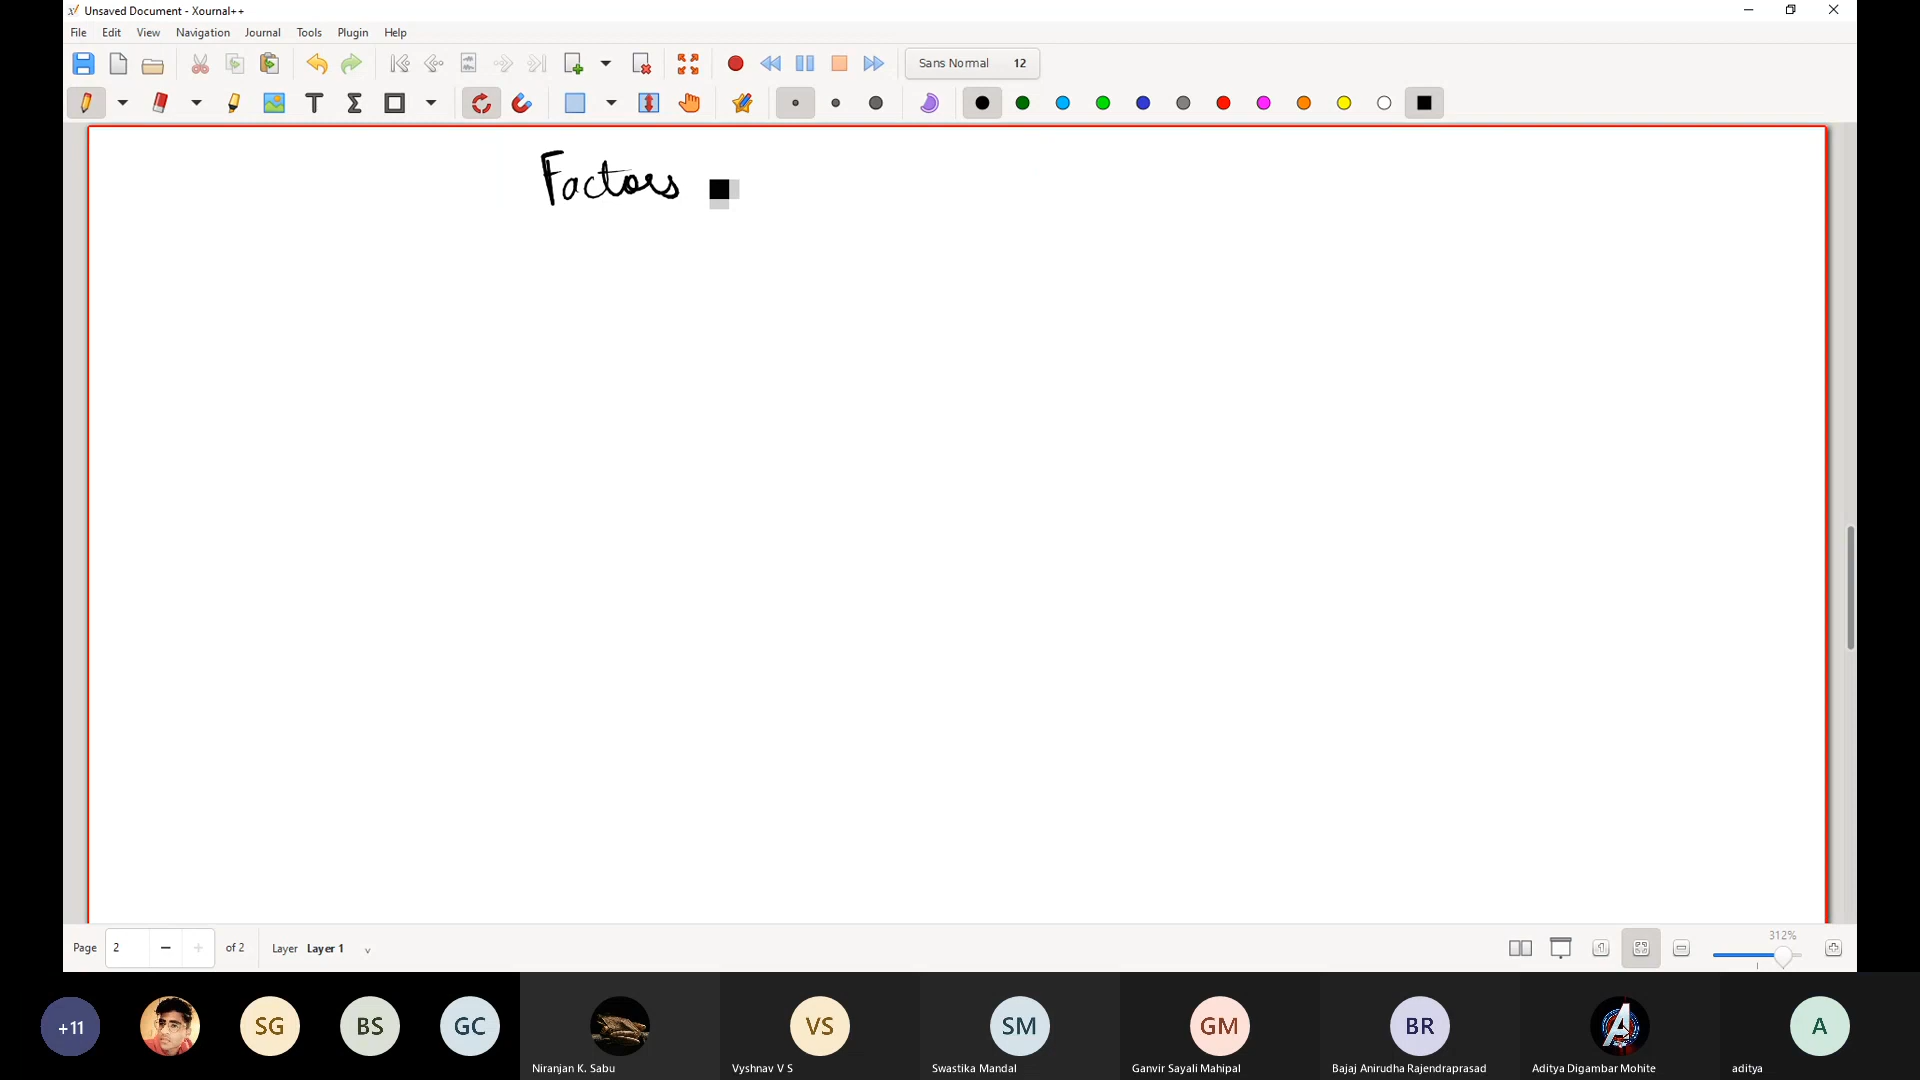 Unsaved Document - Xournal++
File Edit View Navigation Journal Tools Plugin Help
Sans Normal 12
Factors
Page 2 of 2 Layer Layer 1
312%
+11 SG BS GC VS SM GM BR A
Niranjan K. Sabu Vyshnav V S Swastika Mandal Ganvir Sayali Mahipal Bajaj Anirudha Rajendraprasad Aditya Digambar Mohite aditya